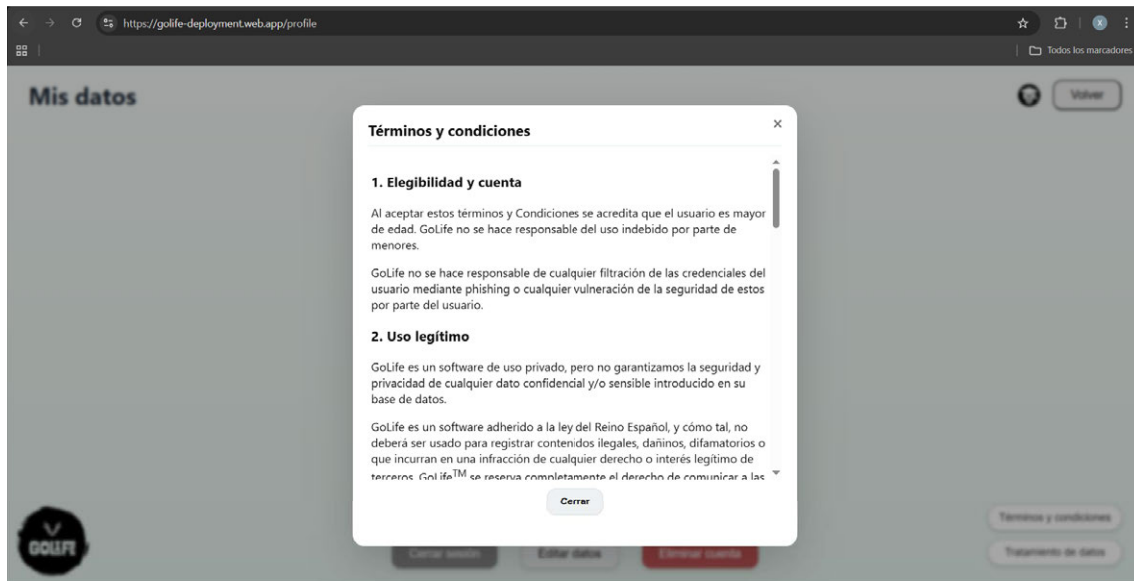 https://golife-deployment.web.app/profile
X
Todos los marcadores
Mis datos
Volver
Términos y condiciones
×
1. Elegibilidad y cuenta
Al aceptar estos términos y Condiciones se acredita que el usuario es mayor
de edad. GoLife no se hace responsable del uso indebido por parte de
menores.
GoLife no se hace responsable de cualquier filtración de las credenciales del
usuario mediante phishing o cualquier vulneración de la seguridad de estos
por parte del usuario.
2. Uso legítimo
GoLife es un software de uso privado, pero no garantizamos la seguridad y
privacidad de cualquier dato confidencial y/o sensible introducido en su
base de datos.
GoLife es un software adherido a la ley del Reino Español, y cómo tal, no
deberá ser usado para registrar contenidos ilegales, dañinos, difamatorios o
que incurran en una infracción de cualquier derecho o interés legítimo de
terceros. GoLife™ se reserva completamente el derecho de comunicar a las
Cerrar
GOLIFE
Cerrar sesión
Editar datos
Eliminar cuenta
Términos y condiciones
Tratamiento de datos